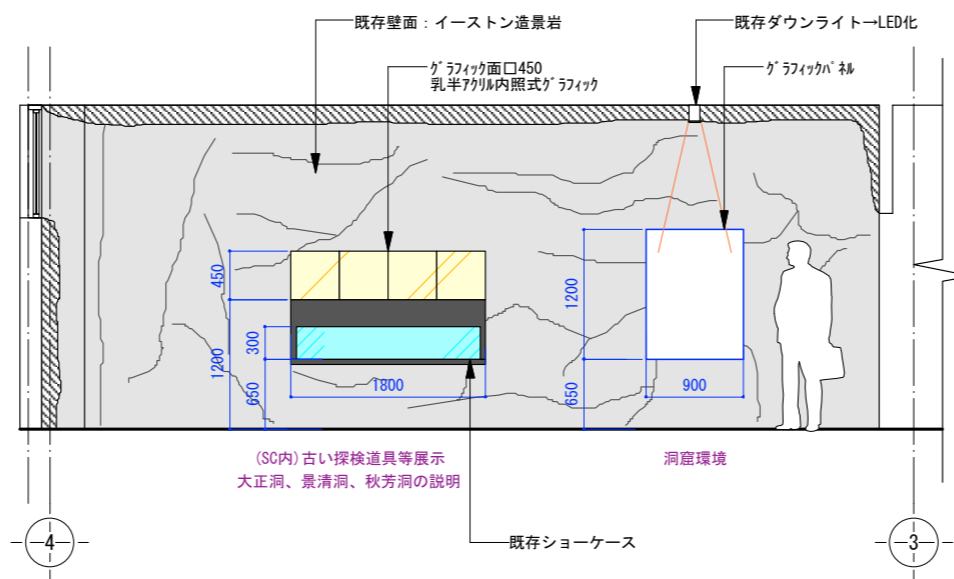 既存壁面：イーストン造景岩
既存ダウンライト→LED化
グラフィック面□450
乳半アクリル内照式グラフィック
グラフィックパネル
450
1200
300
650
1800
1200
650
900
(SC内)古い探検道具等展示
大正洞、景清洞、秋芳洞の説明
洞窟環境
既存ショーケース
4
3